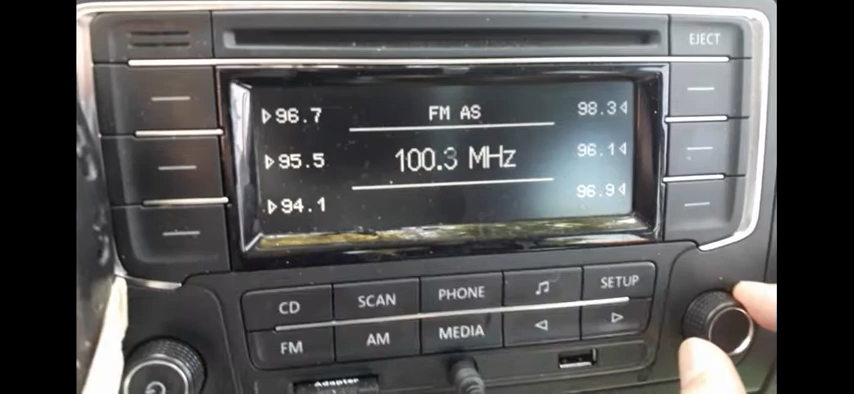 EJECT
96.7 FM AS 98.3
95.5 100.3 MHz 96.1
94.1 96.9
CD SCAN PHONE SETUP
FM AM MEDIA
Adapter